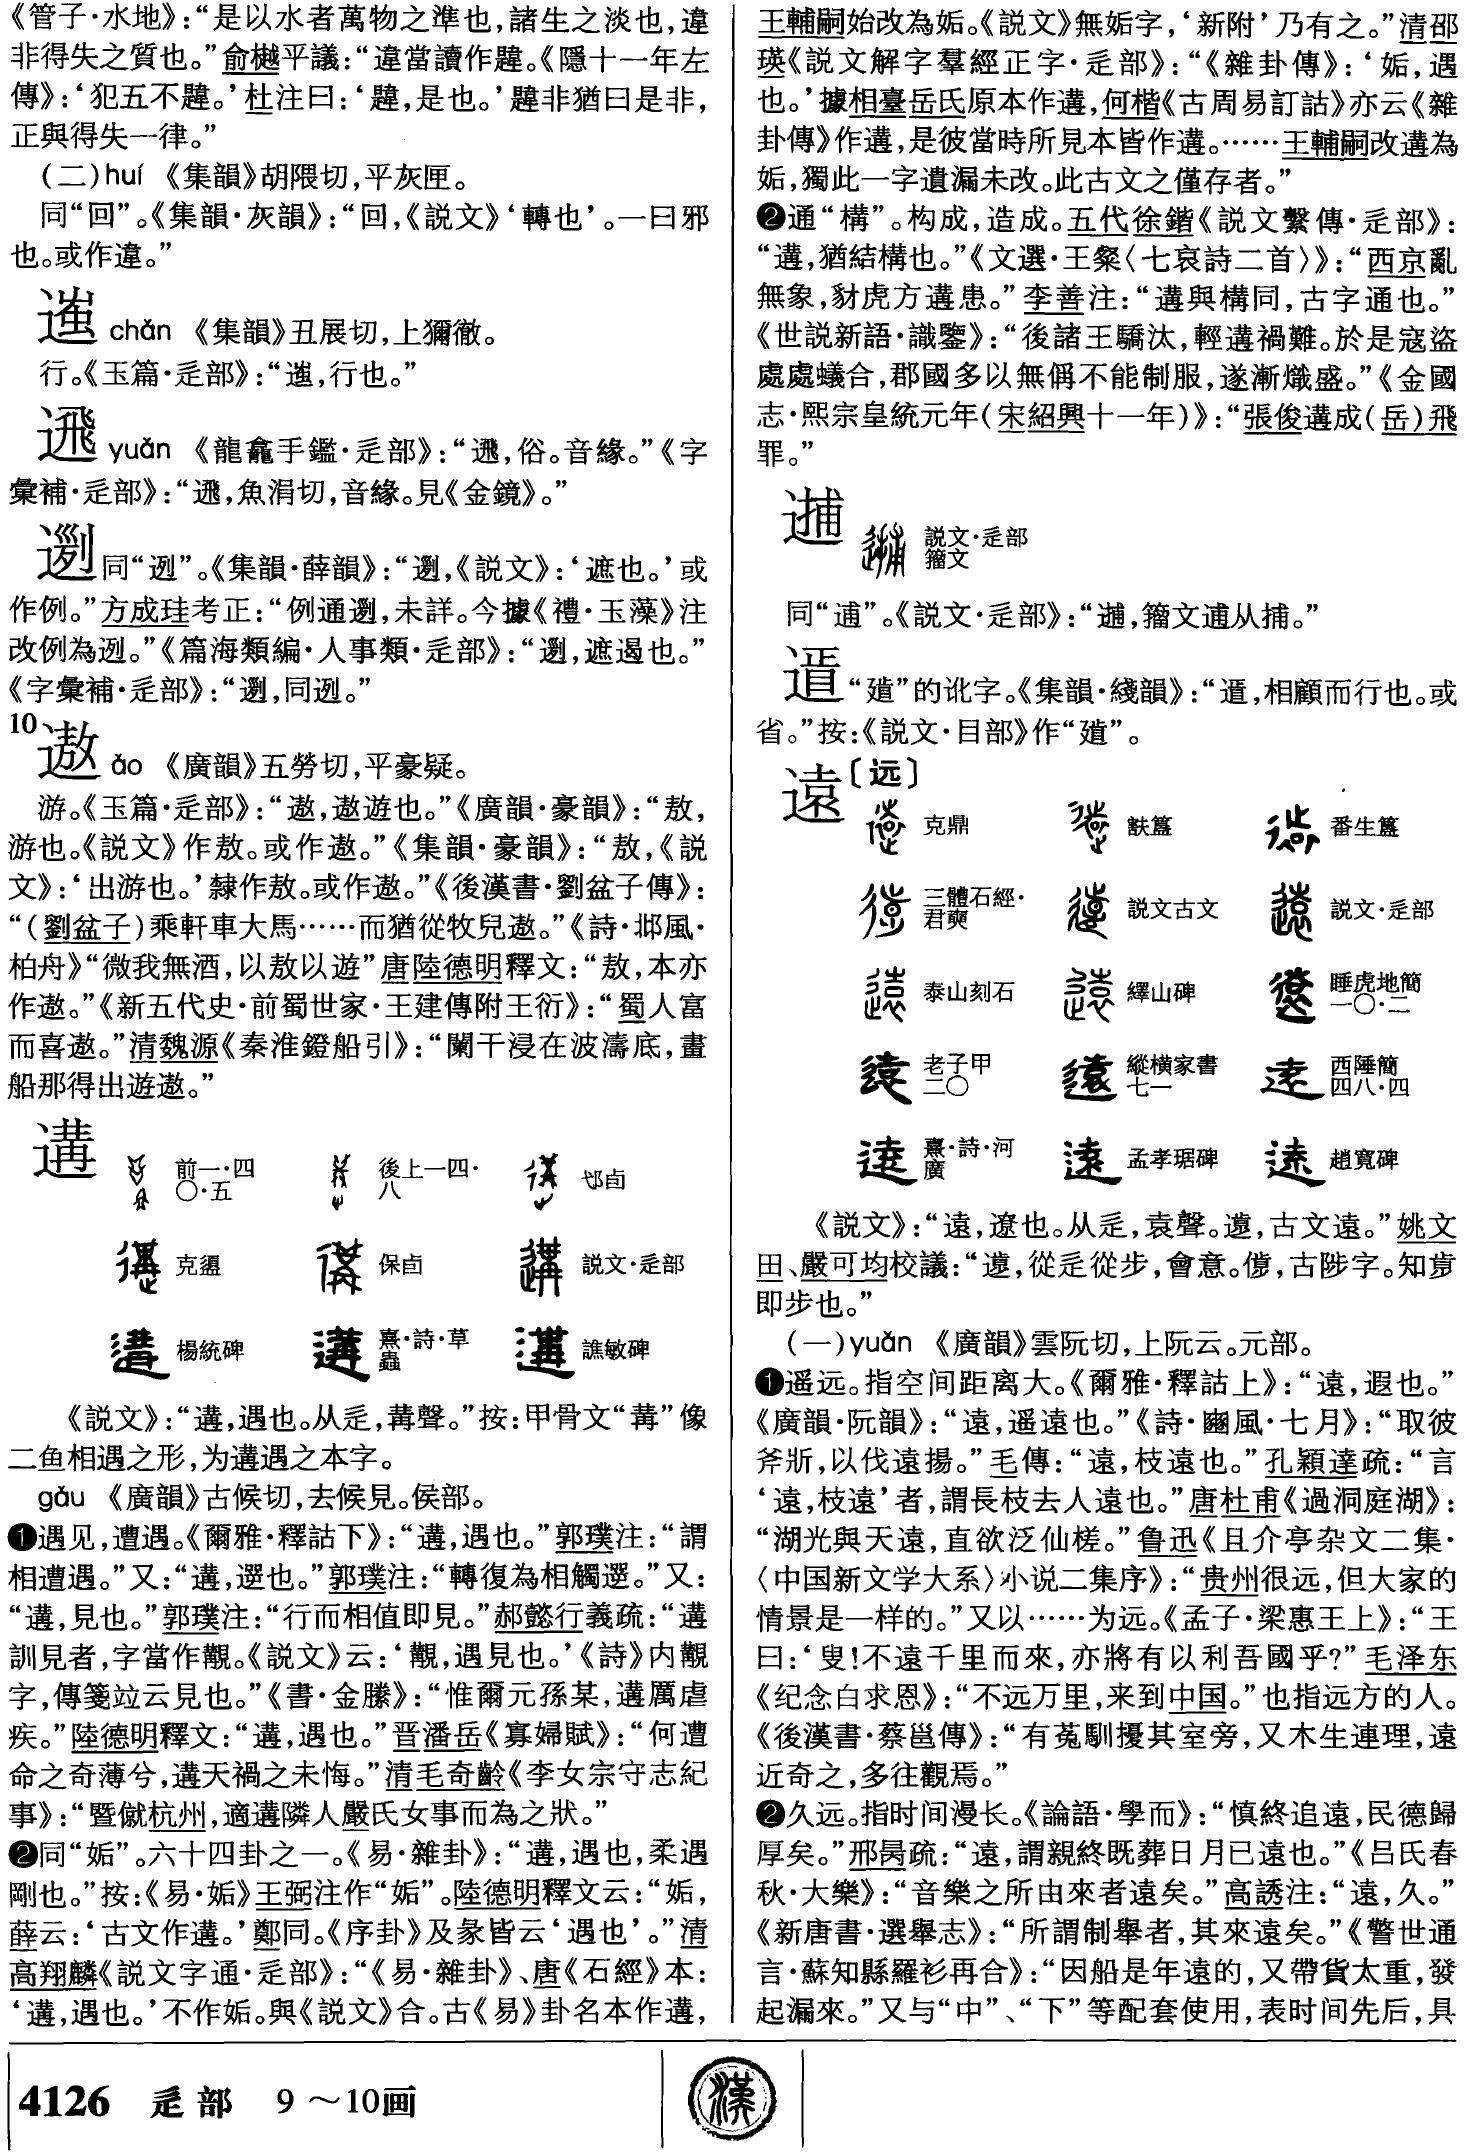 《管子·水地》：“是以水者萬物之準也，諸生之淡也，違
非得失之質也。”俞樾平議：“違當讀作韙。《隱十一年左
傳》：‘犯五不韙。’杜注曰：‘韙，是也。’韙非猶曰是非，
正與得失一律。”
（二）huí 《集韻》胡隈切，平灰匣。
同“回”。《集韻·灰韻》：“回，《説文》‘轉也’。一曰邪
也。或作違。”
chǎn 《集韻》丑展切，上獮徹。
行。《玉篇·辵部》：“，行也。”
yuǎn 《龍龕手鑑·辵部》：“，俗。音緣。”《字
彙補·辵部》：“，魚涓切，音緣。見《金鏡》。”
同“迾”。《集韻·薛韻》：“，《説文》：‘遮也。’或
作例。”方成珪考正：“例通，未詳。今據《禮·玉藻》注
改例為迾。”《篇海類編·人事類·辵部》：“，遮遏也。”
《字彙補·辵部》：“，同迾。”
10
遨 áo 《廣韻》五勞切，平豪疑。
游。《玉篇·辵部》：“遨，遨遊也。”《廣韻·豪韻》：“敖，
游也。《説文》作敖。或作遨。”《集韻·豪韻》：“敖，《説
文》：‘出游也。’隸作敖。或作遨。”《後漢書·劉盆子傳》：
“（劉盆子）乘軒車大馬……而猶從牧兒遨。”《詩·邶風·
柏舟》“微我無酒，以敖以遊”唐陸德明釋文：“敖，本亦
作遨。”《新五代史·前蜀世家·王建傳附王衍》：“蜀人富
而喜遨。”清魏源《秦淮鐙船引》：“闌干浸在波濤底，畫
船那得出遊遨。”
遘 前一·四〇·五 後上一四·八 邙卣
克盨 保卣 説文·辵部
楊統碑 熹·詩·草蟲 譙敏碑
《説文》：“遘，遇也。从辵，冓聲。”按：甲骨文“冓”像
二鱼相遇之形，为遘遇之本字。
gòu 《廣韻》古候切，去候見。侯部。
❶遇见，遭遇。《爾雅·釋詁下》：“遘，遇也。”郭璞注：“謂
相遭遇。”又：“遘，遻也。”郭璞注：“轉復為相觸遻。”又：
“遘，見也。”郭璞注：“行而相值即見。”郝懿行義疏：“遘
訓見者，字當作覯。《説文》云：‘覯，遇見也。’《詩》内覯
字，傳箋竝云見也。”《書·金縢》：“惟爾元孫某，遘厲虐
疾。”陸德明釋文：“遘，遇也。”晋潘岳《寡婦賦》：“何遭
命之奇薄兮，遘天禍之未悔。”清毛奇齡《李女宗守志紀
事》：“暨僦杭州，適遘隣人嚴氏女事而為之狀。”
❷同“姤”。六十四卦之一。《易·雜卦》：“遘，遇也，柔遇
剛也。”按：《易·姤》王弼注作“姤”。陸德明釋文云：“姤，
薛云：‘古文作遘。’鄭同。《序卦》及彖皆云‘遇也’。”清
高翔麟《説文字通·辵部》：“《易·雜卦》、唐《石經》本：
‘遘，遇也。’不作姤。與《説文》合。古《易》卦名本作遘，
王輔嗣始改為姤。《説文》無姤字，‘新附’乃有之。”清邵
瑛《説文解字羣經正字·辵部》：“《雜卦傳》：‘姤，遇
也。’據相臺岳氏原本作遘，何楷《古周易訂詁》亦云《雜
卦傳》作遘，是彼當時所見本皆作遘。……王輔嗣改遘為
姤，獨此一字遺漏未改。此古文之僅存者。”
❷通“構”。构成，造成。五代徐鍇《説文繫傳·辵部》：
“遘，猶結構也。”《文選·王粲〈七哀詩二首〉》：“西京亂
無象，豺虎方遘患。”李善注：“遘與構同，古字通也。”
《世説新語·識鑒》：“後諸王驕汰，輕遘禍難。於是寇盜
處處蟻合，郡國多以無備不能制服，遂漸熾盛。”《金國
志·熙宗皇統元年（宋紹興十一年）》：“張俊遘成（岳）飛
罪。”
説文·辵部籀文
同“逋”。《説文·辵部》：“，籀文逋从捕。”
“”的讹字。《集韻·綫韻》：“，相顧而行也。或
省。”按：《説文·目部》作“”。
遠〔远〕
克鼎 㝬簋 番生簋
三體石經·君奭 説文古文 説文·辵部
泰山刻石 繹山碑 睡虎地簡一〇·二
老子甲二〇 縱横家書七一 西陲簡四八·四
熹·詩·河廣 孟孝琚碑 趙寬碑
《説文》：“遠，遼也。从辵，袁聲。，古文遠。”姚文
田、嚴可均校議：“，從辵從步，會意。，古陟字。知
即步也。”
（一）yuǎn 《廣韻》雲阮切，上阮云。元部。
❶遥远。指空间距离大。《爾雅·釋詁上》：“遠，遐也。”
《廣韻·阮韻》：“遠，遥遠也。”《詩·豳風·七月》：“取彼
斧斨，以伐遠揚。”毛傳：“遠，枝遠也。”孔穎達疏：“言
‘遠，枝遠’者，謂長枝去人遠也。”唐杜甫《過洞庭湖》：
“湖光與天遠，直欲泛仙槎。”鲁迅《且介亭杂文二集·
〈中国新文学大系〉小说二集序》：“贵州很远，但大家的
情景是一样的。”又以……为远。《孟子·梁惠王上》：“王
曰：‘叟！不遠千里而來，亦將有以利吾國乎？”毛泽东
《纪念白求恩》：“不远万里，来到中国。”也指远方的人。
《後漢書·蔡邕傳》：“有菟馴擾其室旁，又木生連理，遠
近奇之，多往觀焉。”
❷久远。指时间漫长。《論語·學而》：“慎終追遠，民德歸
厚矣。”邢昺疏：“遠，謂親終既葬日月已遠也。”《吕氏春
秋·大樂》：“音樂之所由來者遠矣。”高誘注：“遠，久。”
《新唐書·選舉志》：“所謂制舉者，其來遠矣。”《警世通
言·蘇知縣羅衫再合》：“因船是年遠的，又帶貨太重，發
起漏來。”又与“中”、“下”等配套使用，表时间先后，具
4126 辵部 9～10画
漢